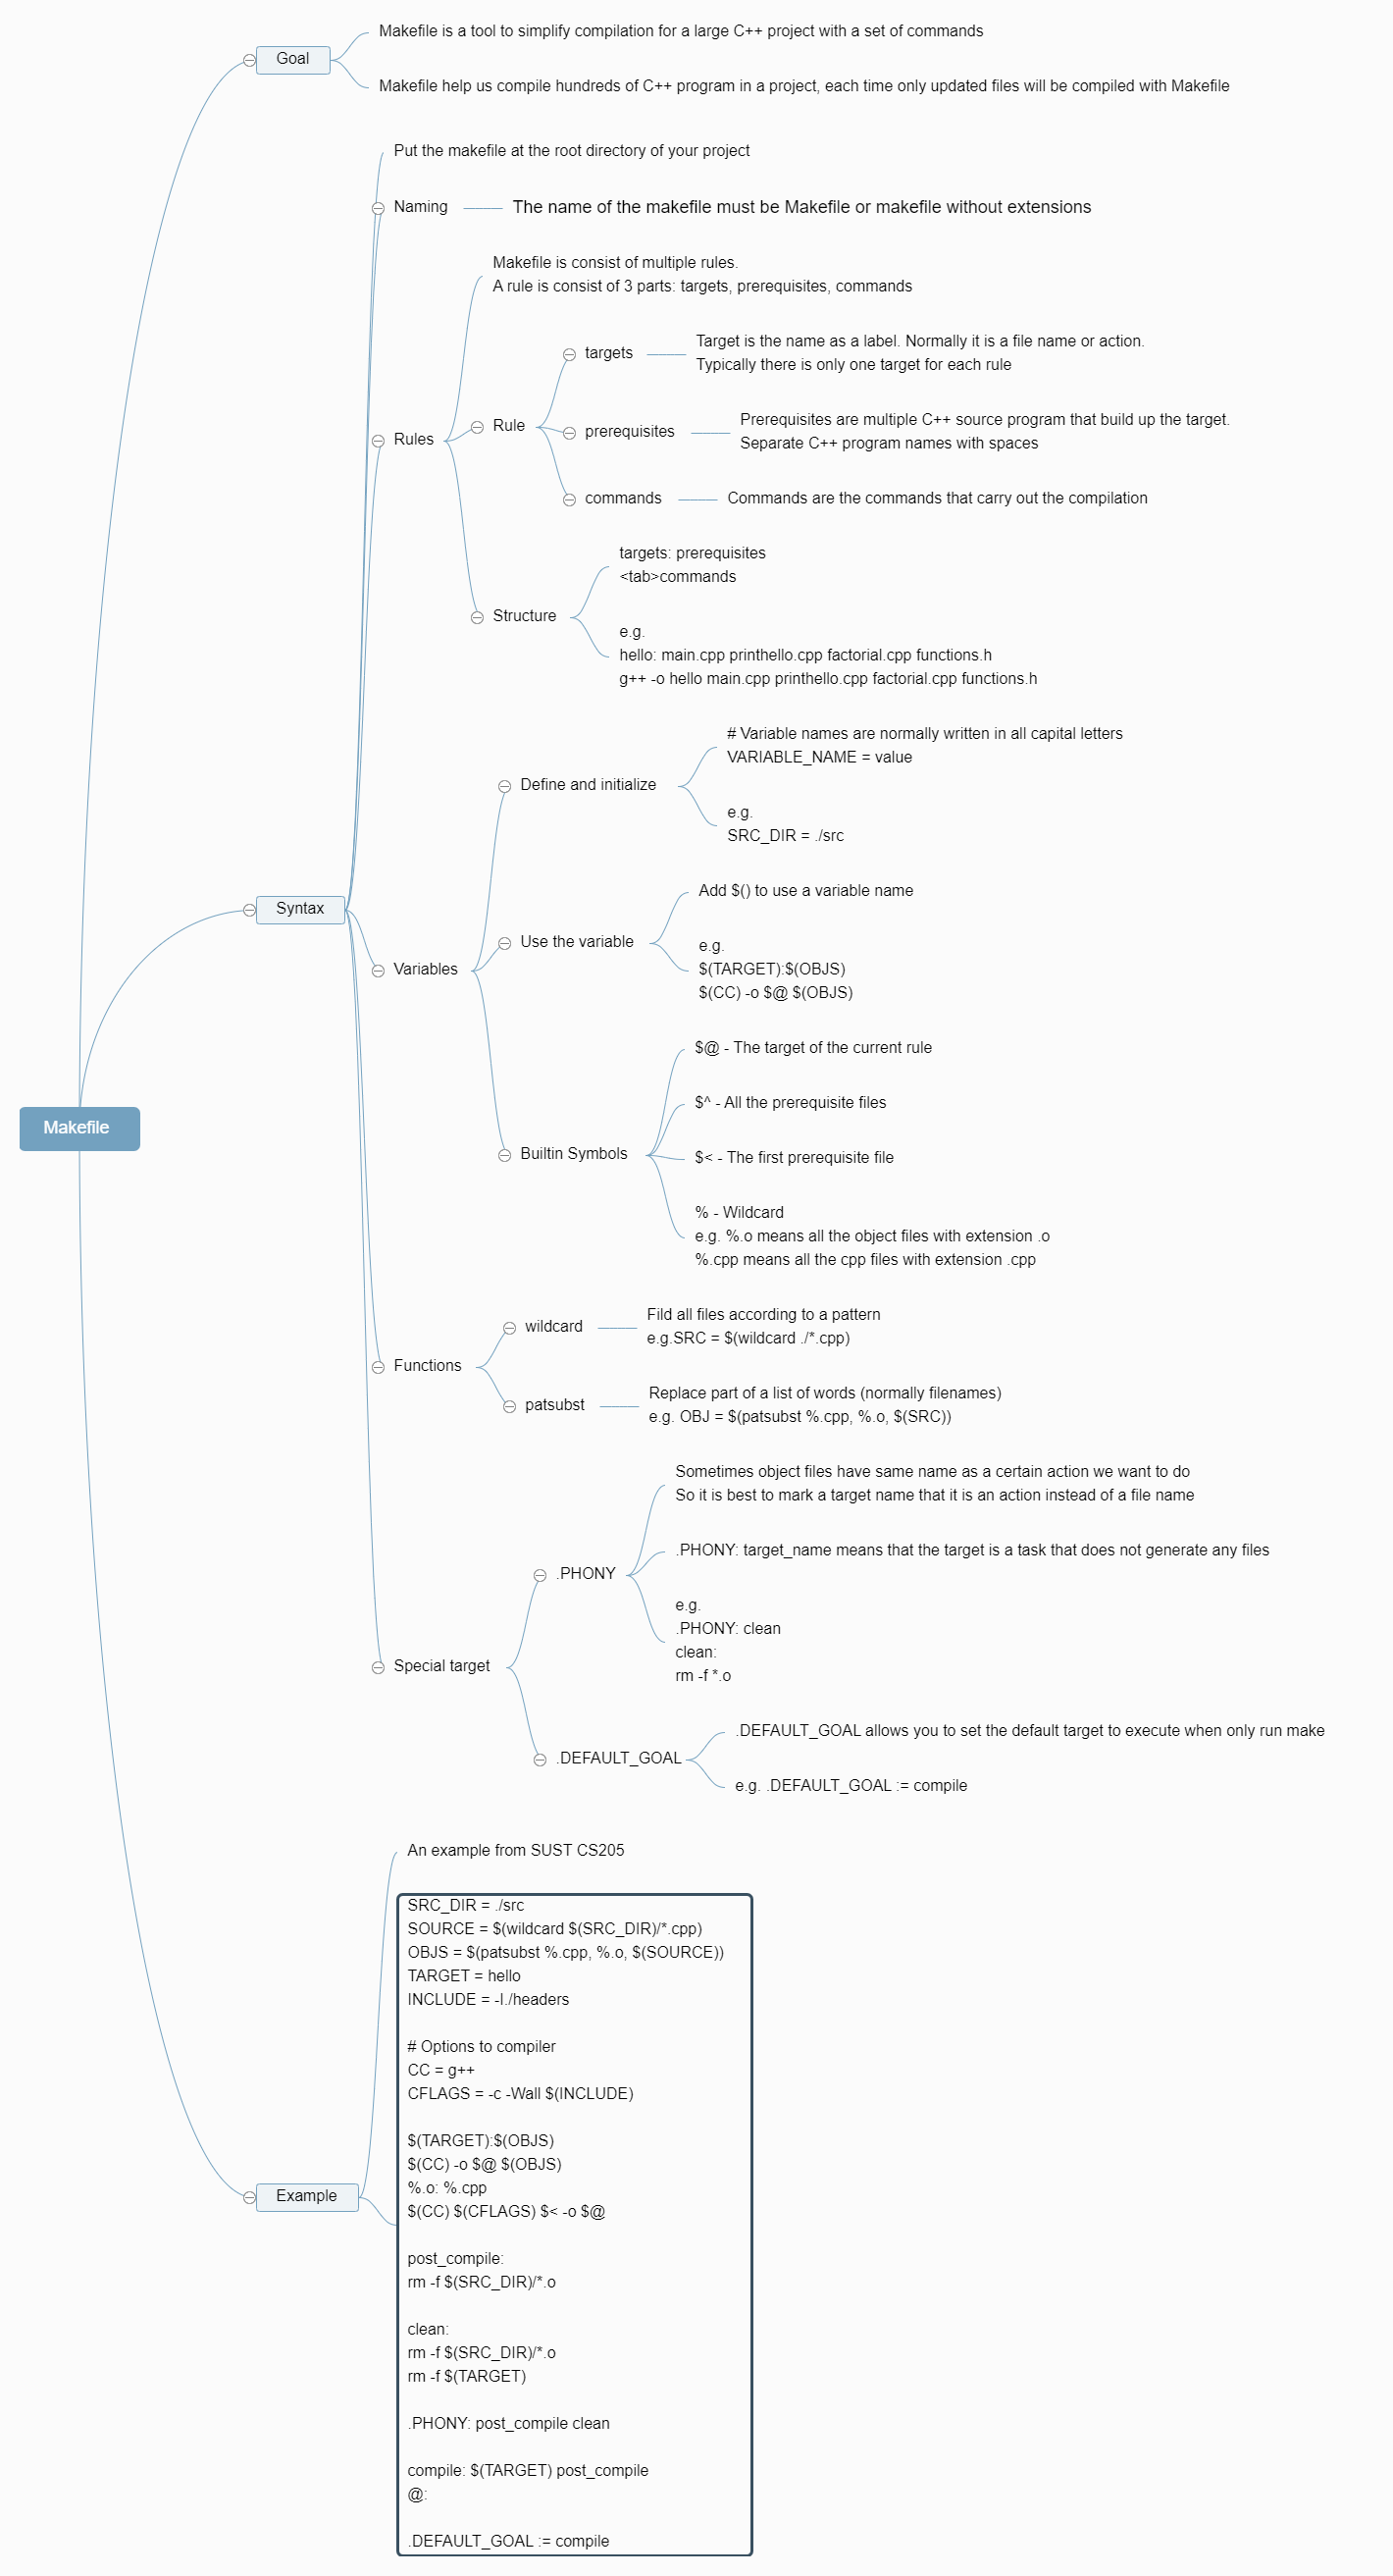 Makefile is a tool to simplify compilation for a large C++ project with a set of commands
Goal
Makefile help us compile hundreds of C++ program in a project, each time only updated files will be compiled with Makefile
Put the makefile at the root directory of your project
Naming
The name of the makefile must be Makefile or makefile without extensions
Makefile is consist of multiple rules.
A rule is consist of 3 parts: targets, prerequisites, commands
targets
Target is the name as a label. Normally it is a file name or action.
Typically there is only one target for each rule
Rules
Rule
prerequisites
Prerequisites are multiple C++ source program that build up the target.
Separate C++ program names with spaces
commands
Commands are the commands that carry out the compilation
targets: prerequisites
<tab>commands
Structure
e.g.
hello: main.cpp printhello.cpp factorial.cpp functions.h
g++ -o hello main.cpp printhello.cpp factorial.cpp functions.h
# Variable names are normally written in all capital letters
VARIABLE_NAME = value
Define and initialize
e.g.
SRC_DIR = ./src
Syntax
Add $() to use a variable name
Use the variable
e.g.
$(TARGET):$(OBJS)
$(CC) -o $@ $(OBJS)
Variables
$@ - The target of the current rule
$^ - All the prerequisite files
Makefile
Builtin Symbols
$< - The first prerequisite file
% - Wildcard
e.g. %.o means all the object files with extension .o
%.cpp means all the cpp files with extension .cpp
wildcard
Fild all files according to a pattern
e.g.SRC = $(wildcard ./*.cpp)
Functions
patsubst
Replace part of a list of words (normally filenames)
e.g. OBJ = $(patsubst %.cpp, %.o, $(SRC))
Sometimes object files have same name as a certain action we want to do
So it is best to mark a target name that it is an action instead of a file name
.PHONY
.PHONY: target_name means that the target is a task that does not generate any files
e.g.
.PHONY: clean
clean:
rm -f *.o
Special target
.DEFAULT_GOAL
.DEFAULT_GOAL allows you to set the default target to execute when only run make
e.g. .DEFAULT_GOAL := compile
An example from SUST CS205
SRC_DIR = ./src
SOURCE = $(wildcard $(SRC_DIR)/*.cpp)
OBJS = $(patsubst %.cpp, %.o, $(SOURCE))
TARGET = hello
INCLUDE = -I./headers
# Options to compiler
CC = g++
CFLAGS = -c -Wall $(INCLUDE)
$(TARGET):$(OBJS)
$(CC) -o $@ $(OBJS)
%.o: %.cpp
Example
$(CC) $(CFLAGS) $< -o $@
post_compile:
rm -f $(SRC_DIR)/*.o
clean:
rm -f $(SRC_DIR)/*.o
rm -f $(TARGET)
.PHONY: post_compile clean
compile: $(TARGET) post_compile
@:
.DEFAULT_GOAL := compile